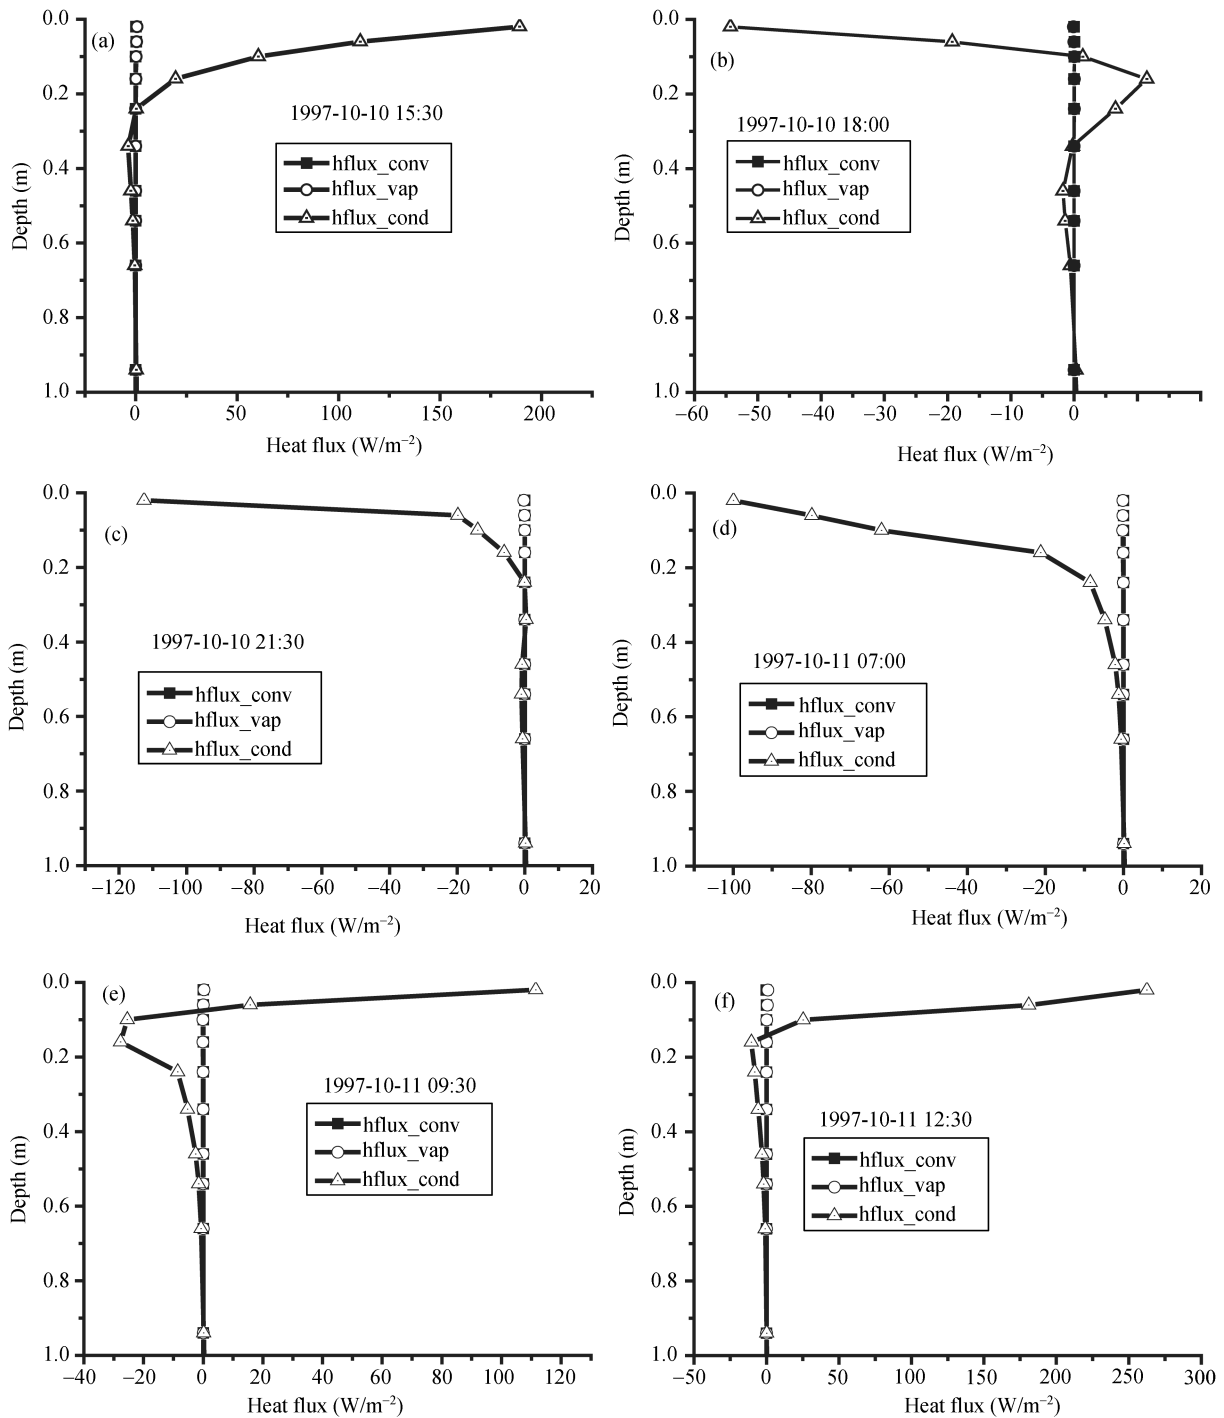 (a)
0.0
0.2
0.4
0.6
0.8
1.0
Depth (m)
1997-10-10 15:30
hflux_conv
hflux_vap
hflux_cond
0 50 100 150 200
Heat flux (W/m⁻²)
(b)
0.0
0.2
0.4
0.6
0.8
1.0
Depth (m)
1997-10-10 18:00
hflux_conv
hflux_vap
hflux_cond
−60 −50 −40 −30 −20 −10 0
Heat flux (W/m⁻²)
(c)
0.0
0.2
0.4
0.6
0.8
1.0
Depth (m)
1997-10-10 21:30
hflux_conv
hflux_vap
hflux_cond
−120 −100 −80 −60 −40 −20 0 20
Heat flux (W/m⁻²)
(d)
0.0
0.2
0.4
0.6
0.8
1.0
Depth (m)
1997-10-11 07:00
hflux_conv
hflux_vap
hflux_cond
−100 −80 −60 −40 −20 0 20
Heat flux (W/m⁻²)
(e)
0.0
0.2
0.4
0.6
0.8
1.0
Depth (m)
1997-10-11 09:30
hflux_conv
hflux_vap
hflux_cond
−40 −20 0 20 40 60 80 100 120
Heat flux (W/m⁻²)
(f)
0.0
0.2
0.4
0.6
0.8
1.0
Depth (m)
1997-10-11 12:30
hflux_conv
hflux_vap
hflux_cond
−50 0 50 100 150 200 250 300
Heat flux (W/m⁻²)